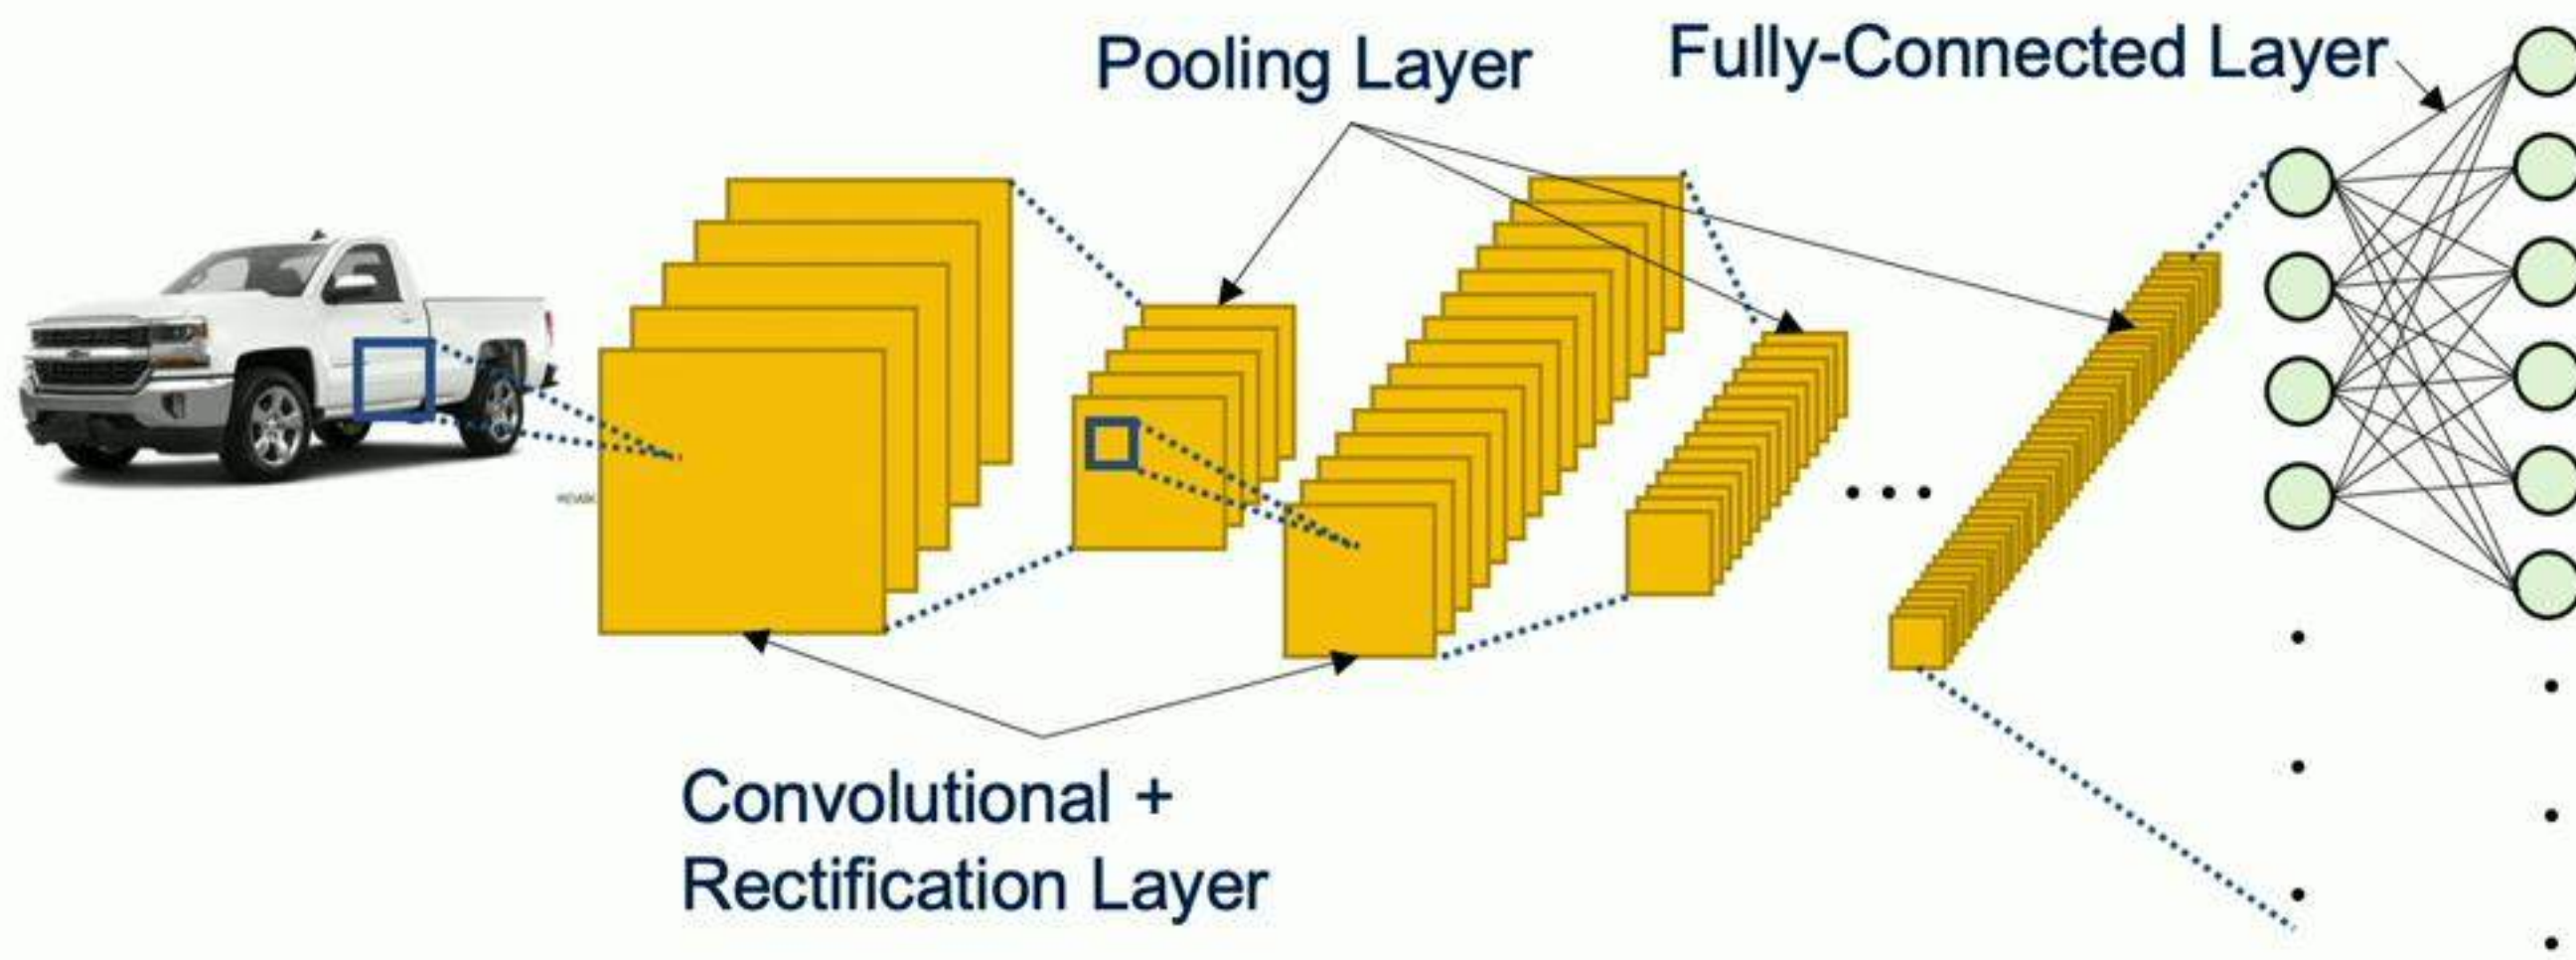 Pooling Layer
Fully-Connected Layer
Convolutional +
Rectification Layer